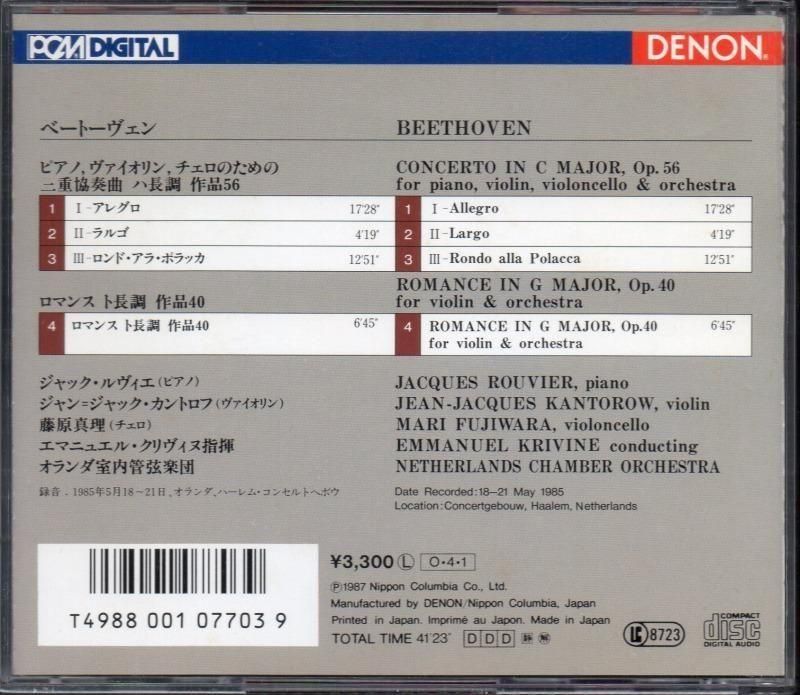 PCM DIGITAL
DENON
ベートーヴェン
ピアノ,ヴァイオリン,チェロのための
三重協奏曲 ハ長調 作品56
1 I-アレグロ 17'28"
2 II-ラルゴ 4'19"
3 III-ロンド・アラ・ポラッカ 12'51"
ロマンス ト長調 作品40
4 ロマンス ト長調 作品40 6'45"
ジャック・ルヴィエ(ピアノ)
ジャン=ジャック・カントロフ(ヴァイオリン)
藤原真理(チェロ)
エマニュエル・クリヴィヌ指揮
オランダ室内管弦楽団
録音:1985年5月18〜21日、オランダ、ハーレム・コンセルトヘボウ
BEETHOVEN
CONCERTO IN C MAJOR, Op. 56
for piano, violin, violoncello & orchestra
1 I-Allegro 17'28"
2 II-Largo 4'19"
3 III-Rondo alla Polacca 12'51"
ROMANCE IN G MAJOR, Op. 40
for violin & orchestra
4 ROMANCE IN G MAJOR, Op.40 6'45"
for violin & orchestra
JACQUES ROUVIER, piano
JEAN-JACQUES KANTOROW, violin
MARI FUJIWARA, violoncello
EMMANUEL KRIVINE conducting
NETHERLANDS CHAMBER ORCHESTRA
Date Recorded:18-21 May 1985
Location:Concertgebouw, Haalem, Netherlands
T4988 001 07703 9
¥3,300 Ⓛ O・4・1
Ⓟ1987 Nippon Columbia Co., Ltd.
Manufactured by DENON/Nippon Columbia, Japan
Printed in Japan. Imprimé au Japon. Made in Japan
TOTAL TIME 41'23" D D D
8723
COMPACT
disc
DIGITAL AUDIO